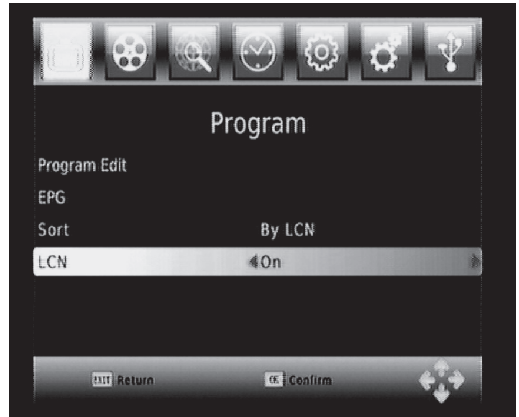 Program
Program Edit
EPG
Sort By LCN
LCN On
EXIT Return OK Confirm